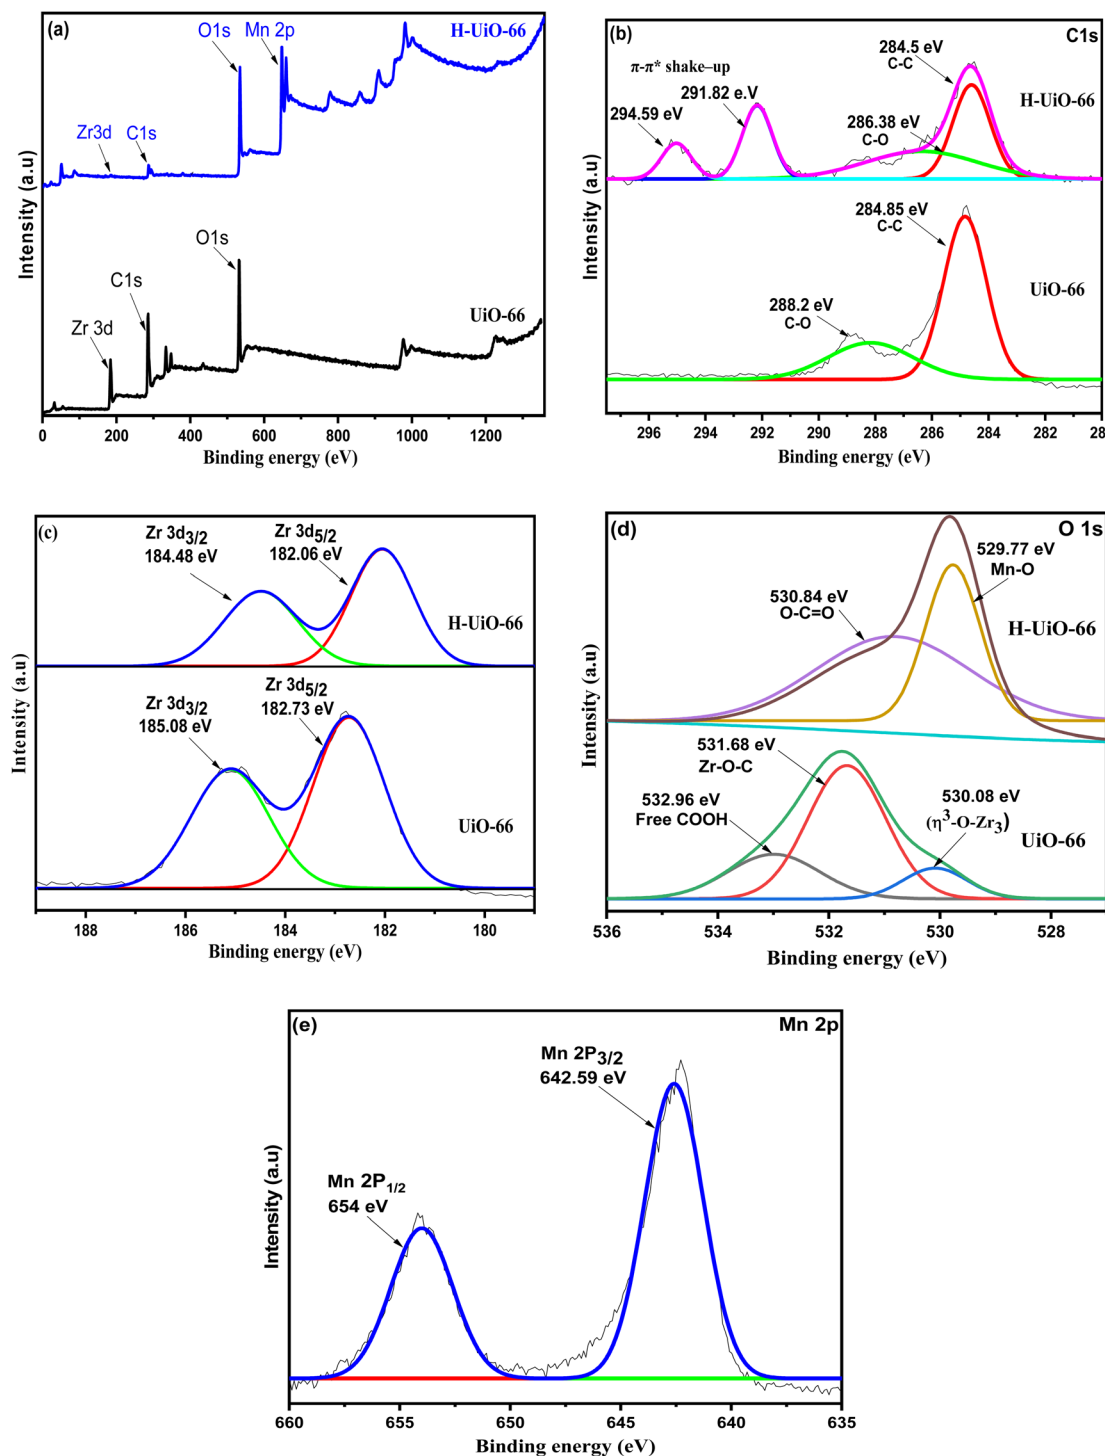 (a)
O1s
Mn 2p
H-UiO-66
Zr3d
C1s
O1s
C1s
Zr 3d
UiO-66
Intensity (a.u)
0 200 400 600 800 1000 1200
Binding energy (eV)
(b)
C1s
284.5 eV
C-C
π-π* shake–up
291.82 e.V
294.59 eV
H-UiO-66
286.38 eV
C-O
284.85 eV
C-C
UiO-66
288.2 eV
C-O
Intensity (a.u)
296 294 292 290 288 286 284 282 28
Binding energy (eV)
(c)
Zr 3d3/2
184.48 eV
Zr 3d5/2
182.06 eV
H-UiO-66
Zr 3d3/2
185.08 eV
Zr 3d5/2
182.73 eV
UiO-66
Intensity (a.u)
188 186 184 182 180
Binding energy (eV)
(d)
O 1s
529.77 eV
Mn-O
530.84 eV
O-C=O
H-UiO-66
531.68 eV
Zr-O-C
532.96 eV
Free COOH
530.08 eV
(η³-O-Zr₃)
UiO-66
Intensity (a.u)
536 534 532 530 528
Binding energy (eV)
(e)
Mn 2p
Mn 2P3/2
642.59 eV
Mn 2P1/2
654 eV
Intensity (a.u)
660 655 650 645 640 635
Binding energy (eV)